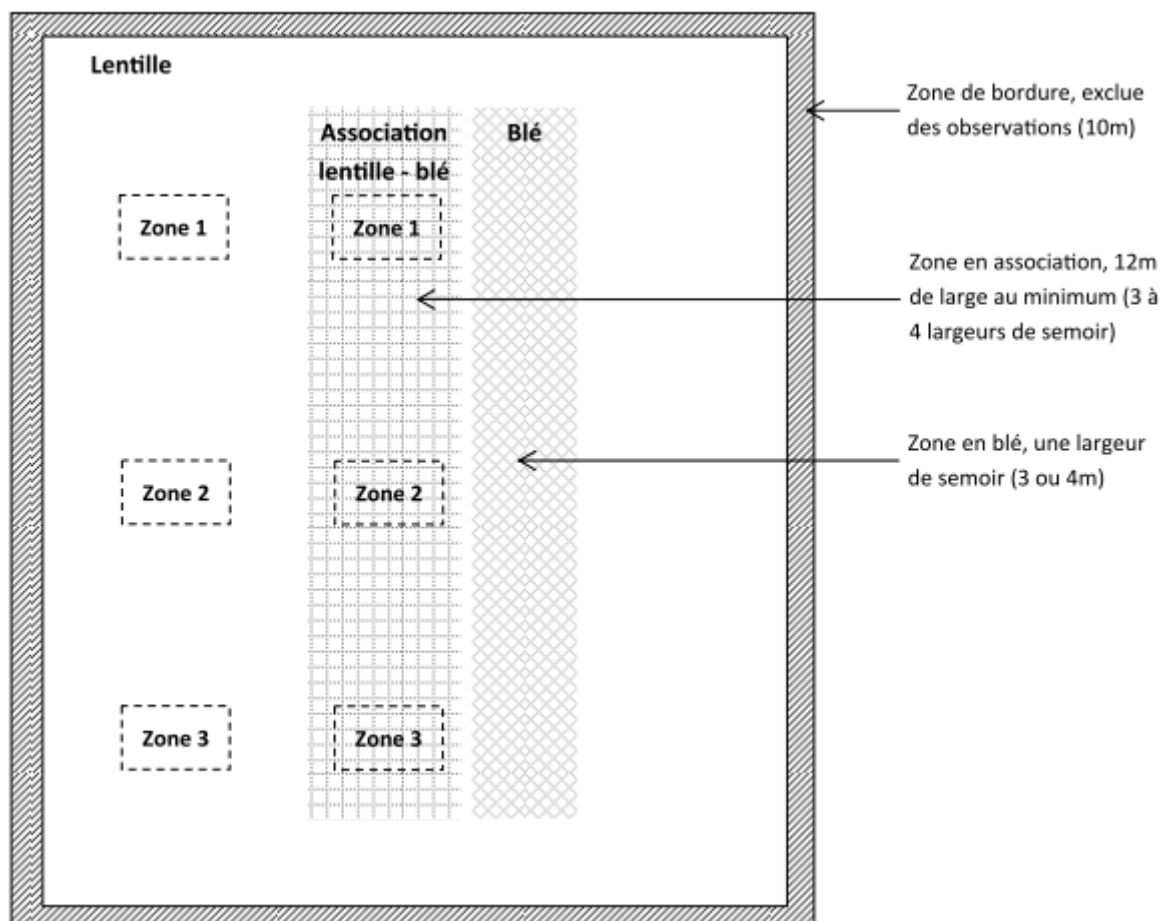 Lentille
Association
lentille - blé
Blé
Zone 1
Zone 1
Zone 2
Zone 2
Zone 3
Zone 3
Zone de bordure, exclue
des observations (10m)
Zone en association, 12m
de large au minimum (3 à
4 largeurs de semoir)
Zone en blé, une largeur
de semoir (3 ou 4m)